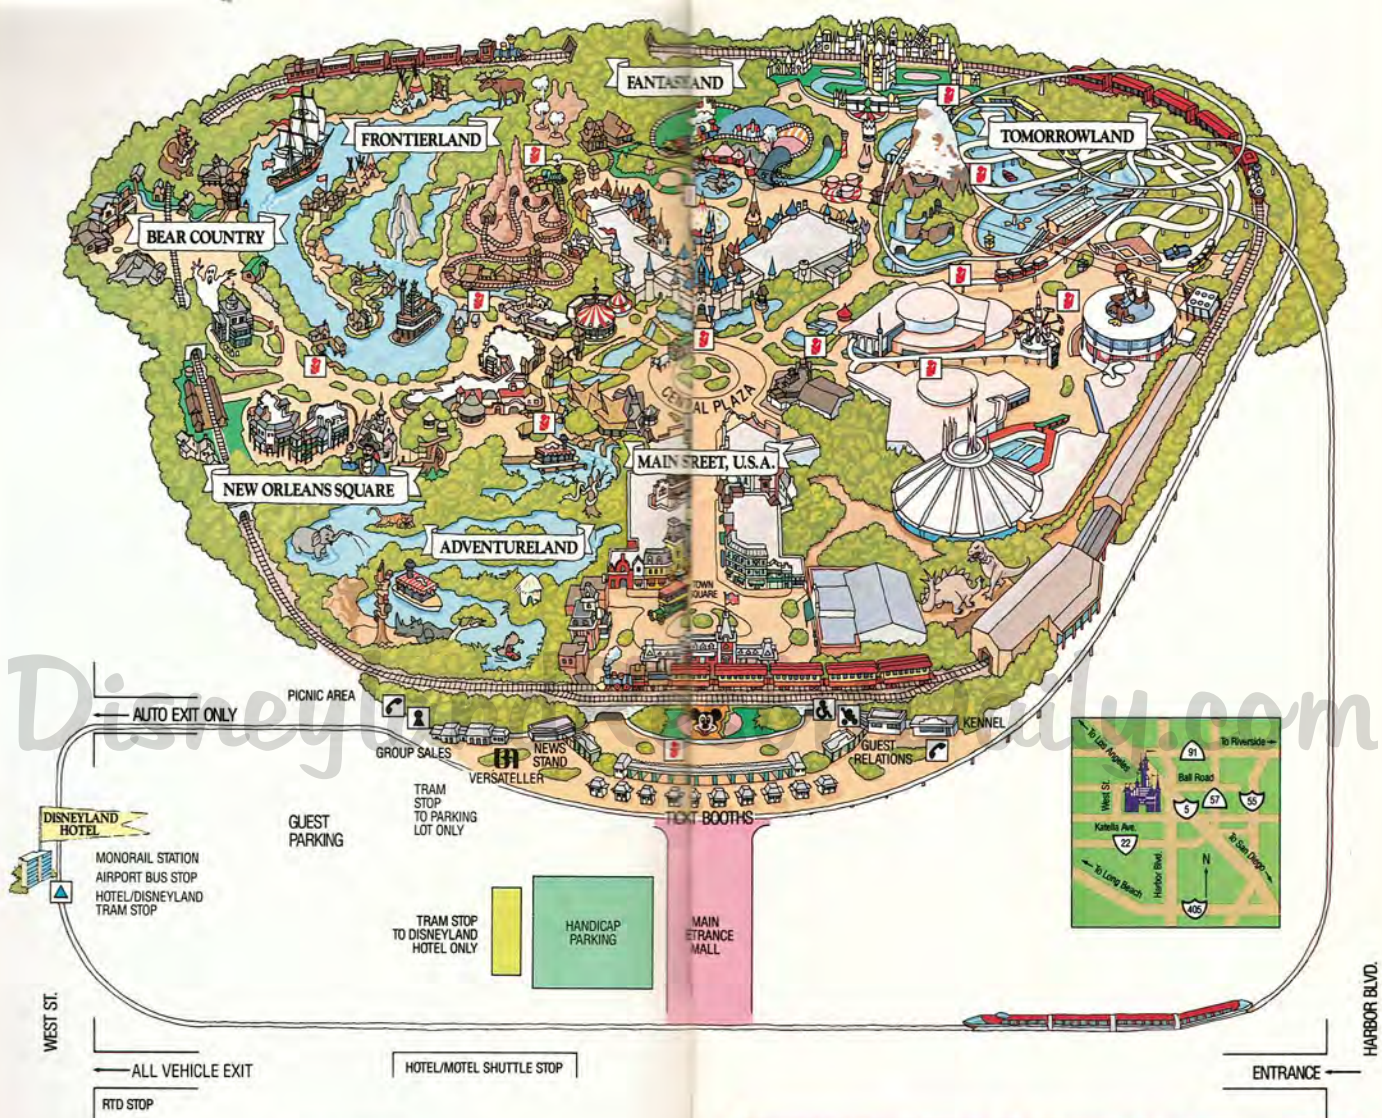 FANTASYLAND
FRONTIERLAND
TOMORROWLAND
BEAR COUNTRY
CENTRAL PLAZA
MAIN STREET, U.S.A.
NEW ORLEANS SQUARE
ADVENTURELAND
TOWN
SQUARE
PICNIC AREA
AUTO EXIT ONLY
GROUP SALES
VERSATELLER
NEWS
STAND
GUEST
RELATIONS
KENNEL
TRAM
STOP
TO PARKING
LOT ONLY
TICKET BOOTHS
GUEST
PARKING
DISNEYLAND
HOTEL
MONORAIL STATION
AIRPORT BUS STOP
HOTEL/DISNEYLAND
TRAM STOP
TRAM STOP
TO DISNEYLAND
HOTEL ONLY
HANDICAP
PARKING
MAIN
ENTRANCE
MALL
To Los Angeles
91
To Riverside
West St.
Ball Road
5
57
55
Katella Ave.
22
To San Diego
To Long Beach
Harbor Blvd.
N
405
WEST ST.
HARBOR BLVD.
ALL VEHICLE EXIT
HOTEL/MOTEL SHUTTLE STOP
ENTRANCE
RTD STOP